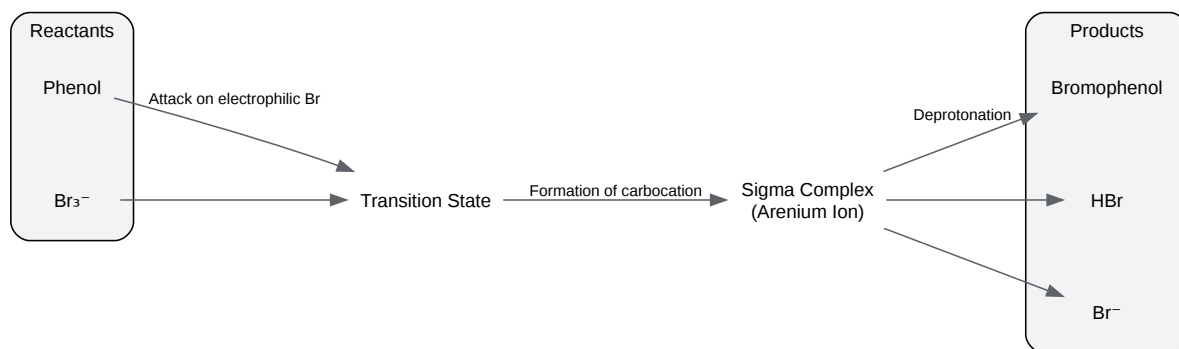 Reactants
Products
Phenol
Attack on electrophilic Br
Deprotonation
Bromophenol
Br₃⁻
Transition State
Formation of carbocation
Sigma Complex
(Arenium Ion)
HBr
Br⁻